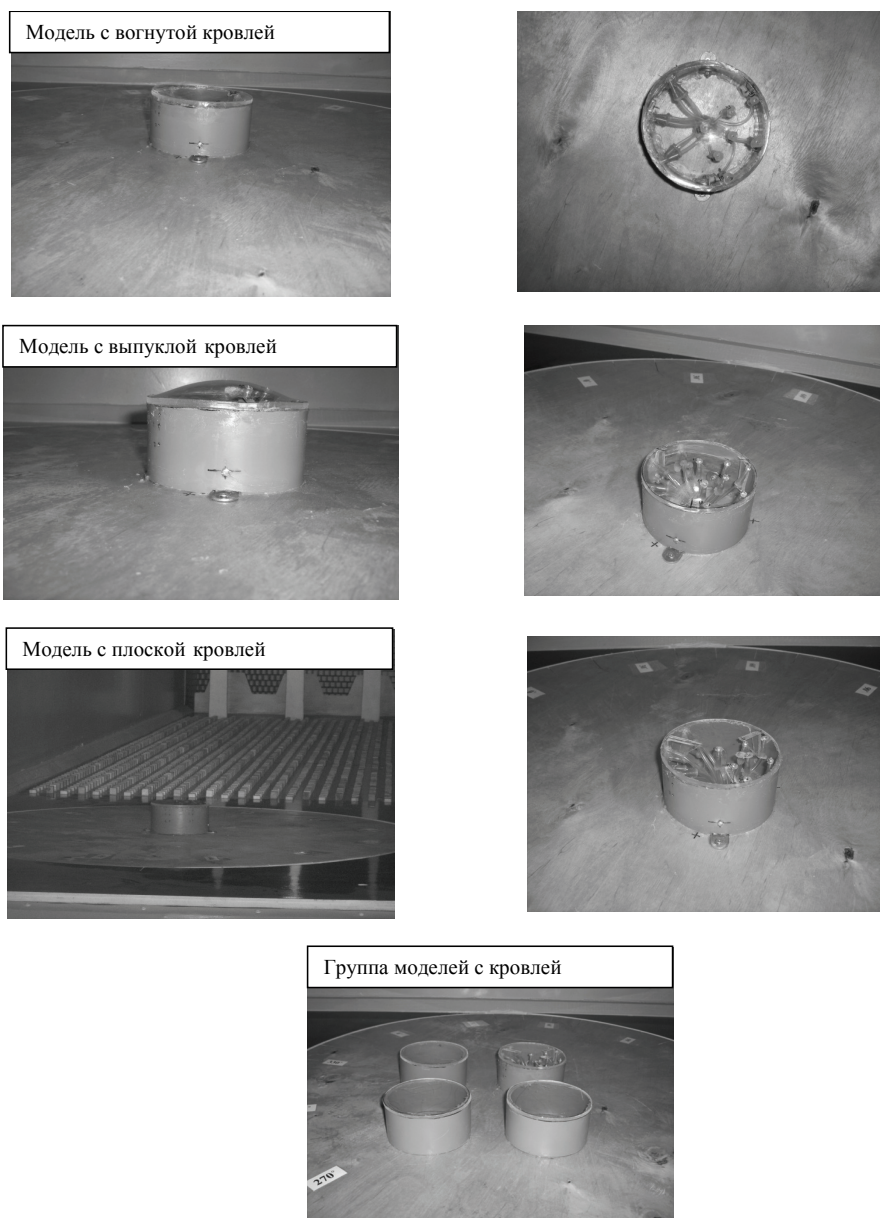 Модель с вогнутой кровлей
Модель с выпуклой кровлей
Модель с плоской кровлей
Группа моделей с кровлей
270°